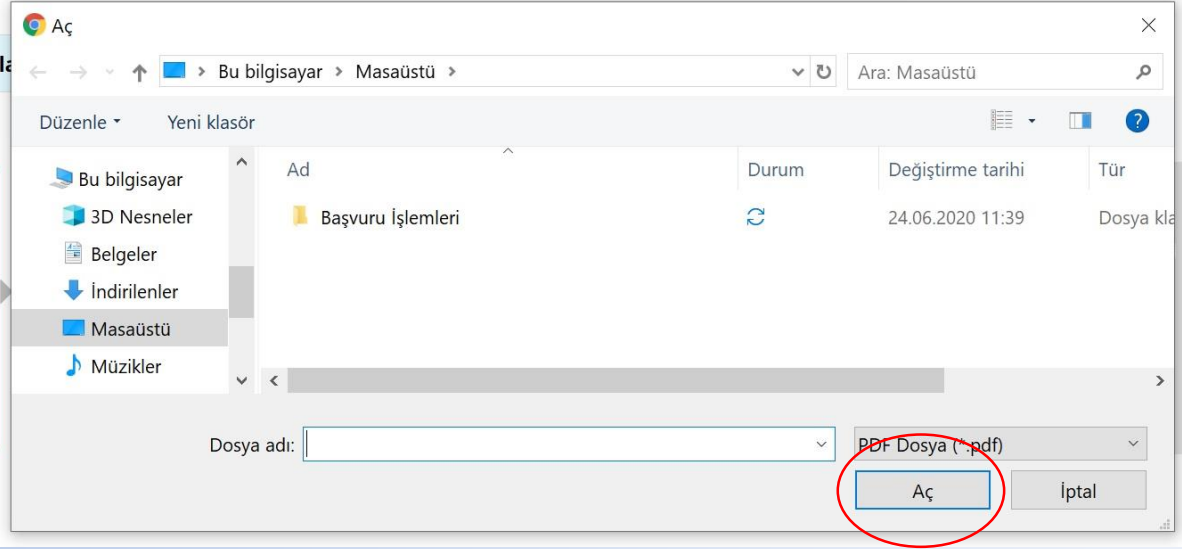 Aç
Bu bilgisayar > Masaüstü >
Ara: Masaüstü
Düzenle
Yeni klasör
Ad
Durum
Değiştirme tarihi
Tür
Bu bilgisayar
3D Nesneler
Belgeler
İndirilenler
Masaüstü
Müzikler
Başvuru İşlemleri
24.06.2020 11:39
Dosya kla
Dosya adı:
PDF Dosya (*.pdf)
Aç
İptal